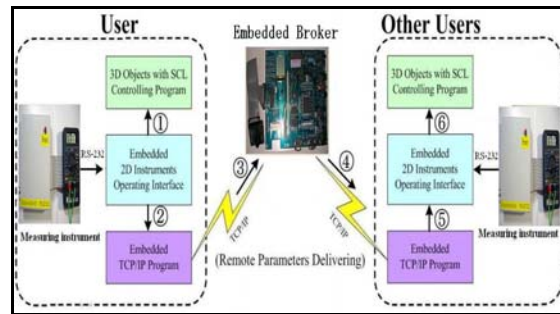 User
Embedded Broker
Other Users
3D Objects with SCL
Controlling Program
①
RS-232
Embedded
2D Instruments
Operating Interface
Measuring instrument
②
Embedded
TCP/IP Program
③
TCP/IP
④
TCP/IP
(Remote Parameters Delivering)
3D Objects with SCL
Controlling Program
⑥
RS-232
Embedded
2D Instruments
Operating Interface
Measuring instrument
⑤
Embedded
TCP/IP Program